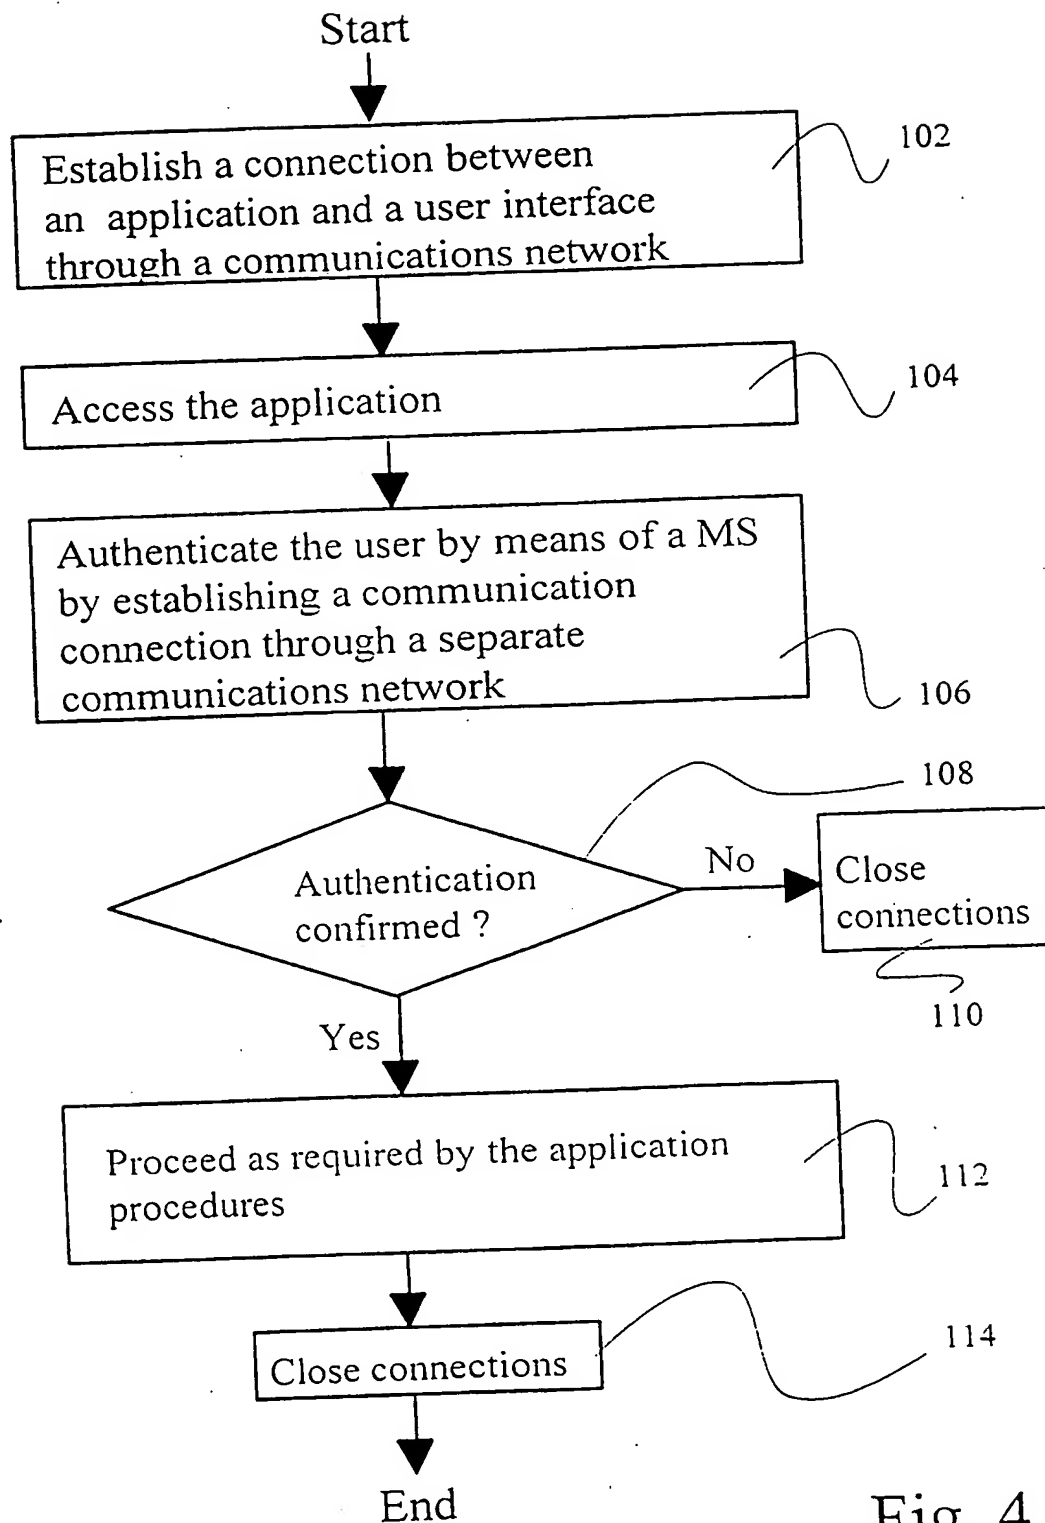 Start
Establish a connection between
an application and a user interface
through a communications network
102
Access the application
104
Authenticate the user by means of a MS
by establishing a communication
connection through a separate
communications network
106
108
Authentication
confirmed ?
No
Close
connections
110
Yes
Proceed as required by the application
procedures
112
Close connections
114
End
Fig. 4